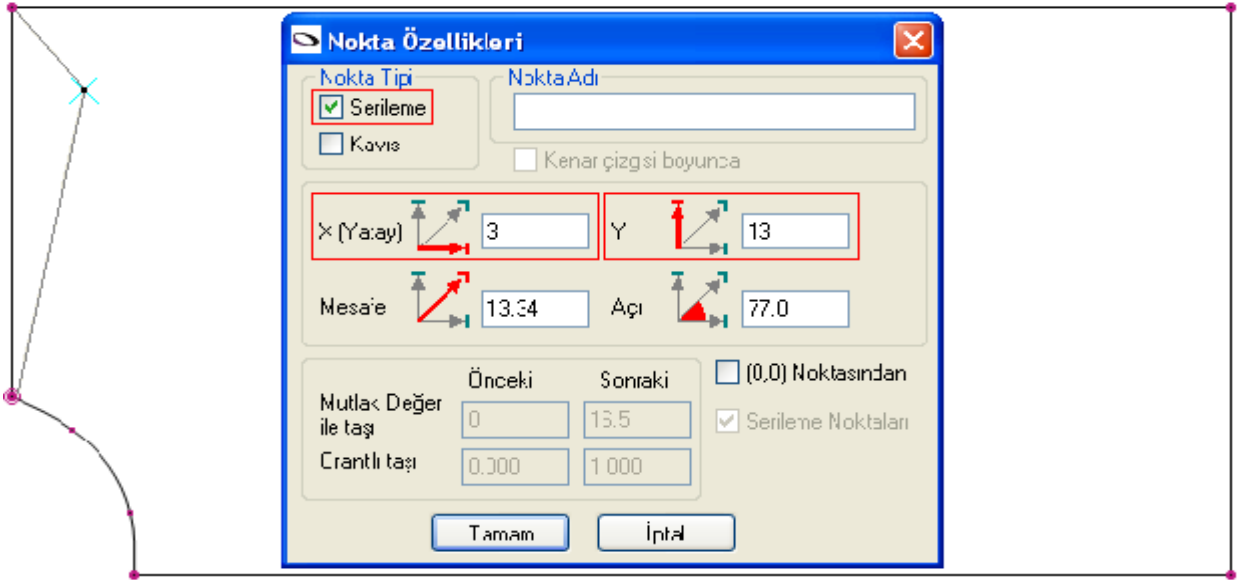 Nokta Özellikleri
Nokta Tipi
Nokta Adı
Serileme
Kavis
Kenar çizgisi boyunca
X (Yatay) 3 Y 13
Mesafe 13.34 Açı 77.0
Önceki Sonraki
(0,0) Noktasından
Mutlak Değer
ile taşı
0 16.5
Serileme Noktaları
Orantılı taşı 0.000 1.000
Tamam İptal